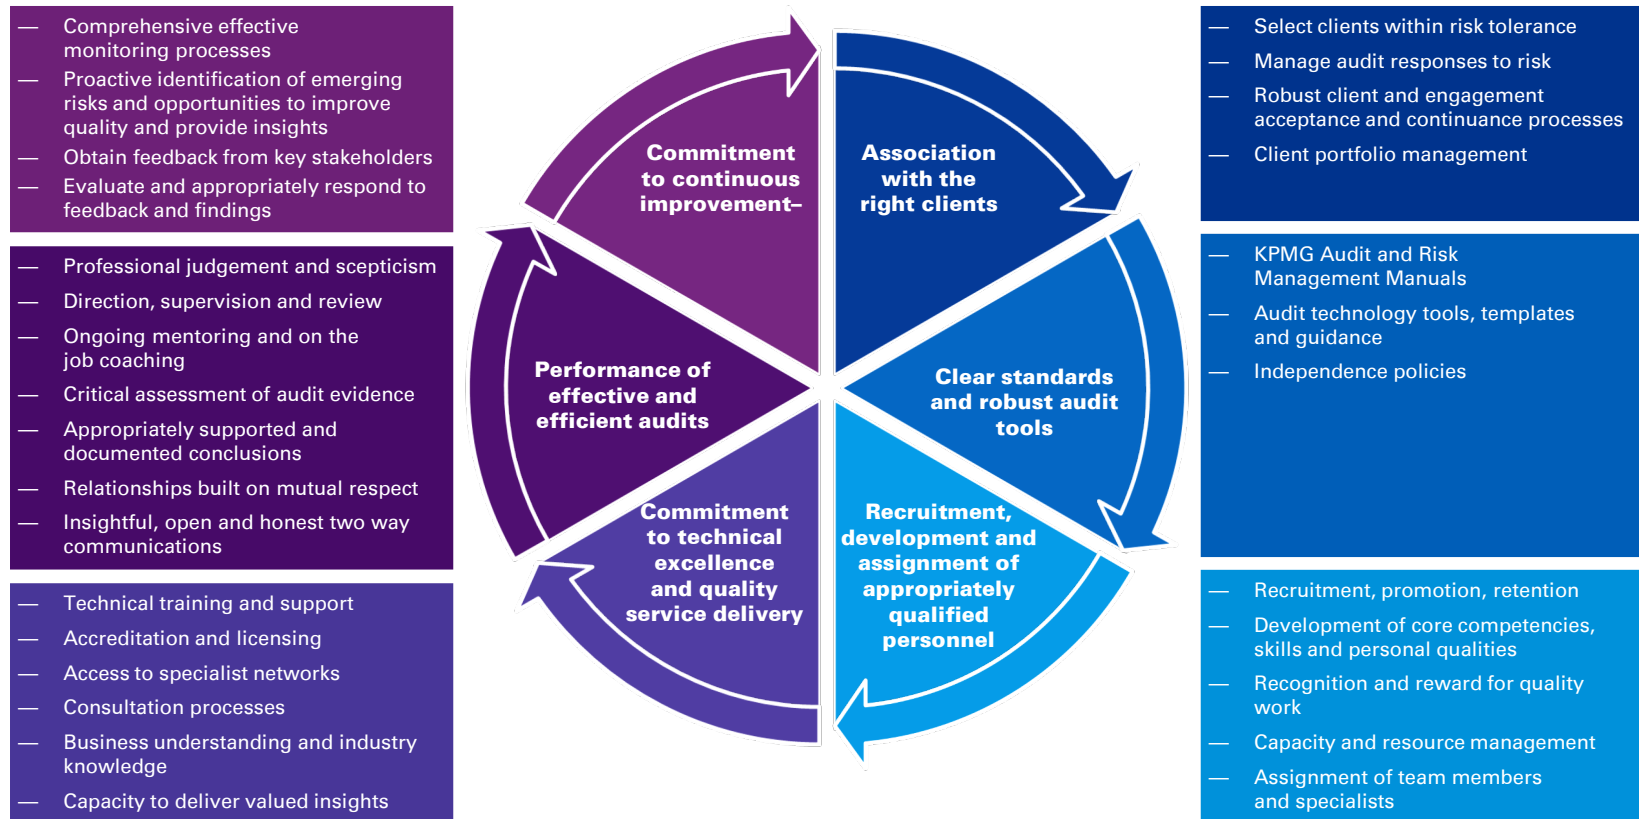 — Comprehensive effective
monitoring processes
— Proactive identification of emerging
risks and opportunities to improve
quality and provide insights
— Obtain feedback from key stakeholders
— Evaluate and appropriately respond to
feedback and findings
— Professional judgement and scepticism
— Direction, supervision and review
— Ongoing mentoring and on the
job coaching
— Critical assessment of audit evidence
— Appropriately supported and
documented conclusions
— Relationships built on mutual respect
— Insightful, open and honest two way
communications
— Technical training and support
— Accreditation and licensing
— Access to specialist networks
— Consultation processes
— Business understanding and industry
knowledge
— Capacity to deliver valued insights
Commitment
to continuous
improvement–
Association
with the
right clients
Performance of
effective and
efficient audits
Clear standards
and robust audit
tools
Commitment
to technical
excellence
and quality
service delivery
Recruitment,
development and
assignment of
appropriately
qualified
personnel
— Select clients within risk tolerance
— Manage audit responses to risk
— Robust client and engagement
acceptance and continuance processes
— Client portfolio management
— KPMG Audit and Risk
Management Manuals
— Audit technology tools, templates
and guidance
— Independence policies
— Recruitment, promotion, retention
— Development of core competencies,
skills and personal qualities
— Recognition and reward for quality
work
— Capacity and resource management
— Assignment of team members
and specialists